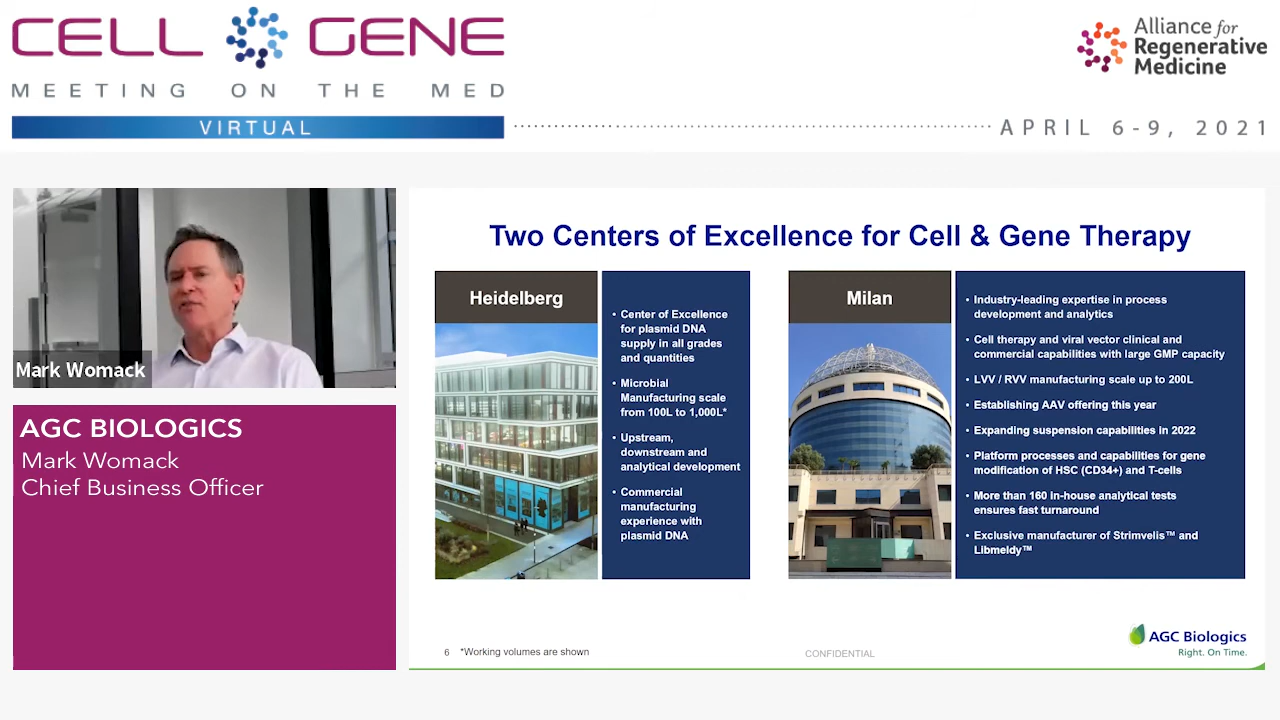 CELL GENE
MEETING ON THE MED
VIRTUAL
Alliance for
Regenerative
Medicine
APRIL 6-9, 2021
Mark Womack
AGC BIOLOGICS
Mark Womack
Chief Business Officer
Two Centers of Excellence for Cell & Gene Therapy
Heidelberg
• Center of Excellence
for plasmid DNA
supply in all grades
and quantities
• Microbial
Manufacturing scale
from 100L to 1,000L*
• Upstream,
downstream and
analytical development
• Commercial
manufacturing
experience with
plasmid DNA
Milan
• Industry-leading expertise in process
development and analytics
• Cell therapy and viral vector clinical and
commercial capabilities with large GMP capacity
• LVV / RVV manufacturing scale up to 200L
• Establishing AAV offering this year
• Expanding suspension capabilities in 2022
• Platform processes and capabilities for gene
modification of HSC (CD34+) and T-cells
• More than 160 in-house analytical tests
ensures fast turnaround
• Exclusive manufacturer of Strimvelis™ and
Libmeldy™
6 *Working volumes are shown
CONFIDENTIAL
AGC Biologics
Right. On Time.